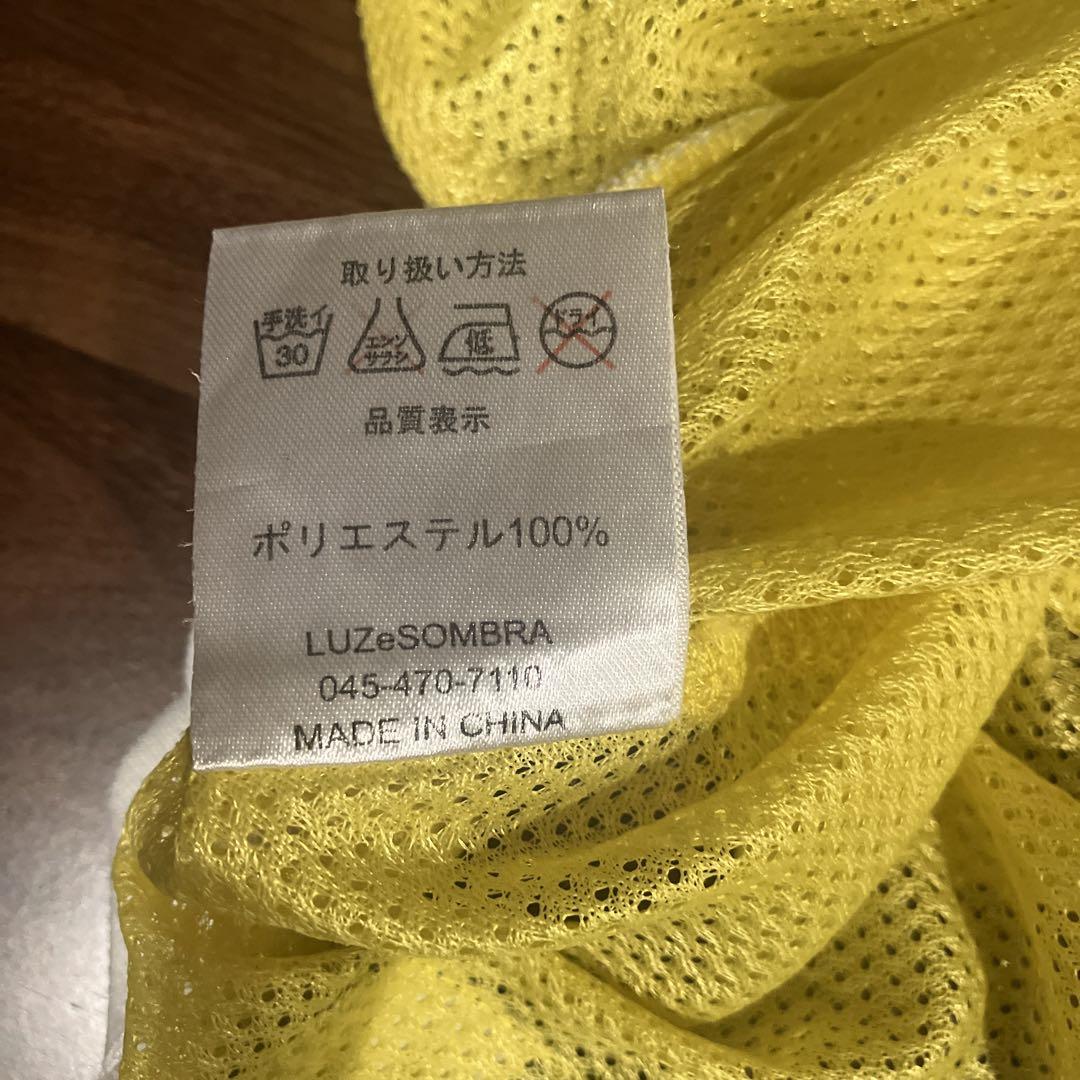 取り扱い方法
手洗イ 30 エンソ サラシ 低 ドライ
品質表示
ポリエステル100%
LUZeSOMBRA
045-470-7110
MADE IN CHINA